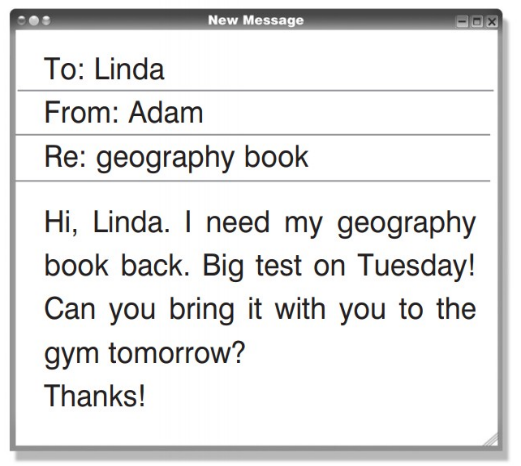 New Message
To: Linda
From: Adam
Re: geography book
Hi, Linda. I need my geography
book back. Big test on Tuesday!
Can you bring it with you to the
gym tomorrow?
Thanks!